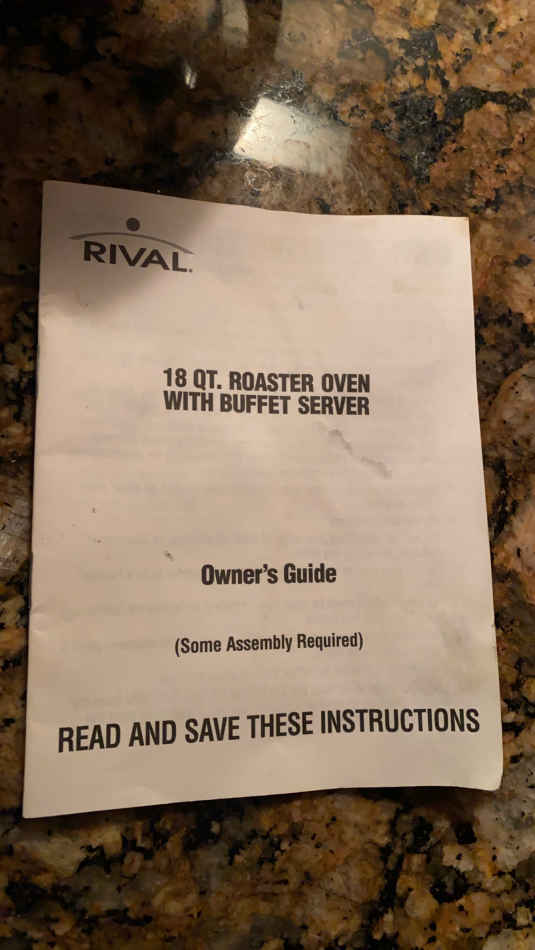 RIVAL.
18 QT. ROASTER OVEN
WITH BUFFET SERVER
Owner's Guide
(Some Assembly Required)
READ AND SAVE THESE INSTRUCTIONS